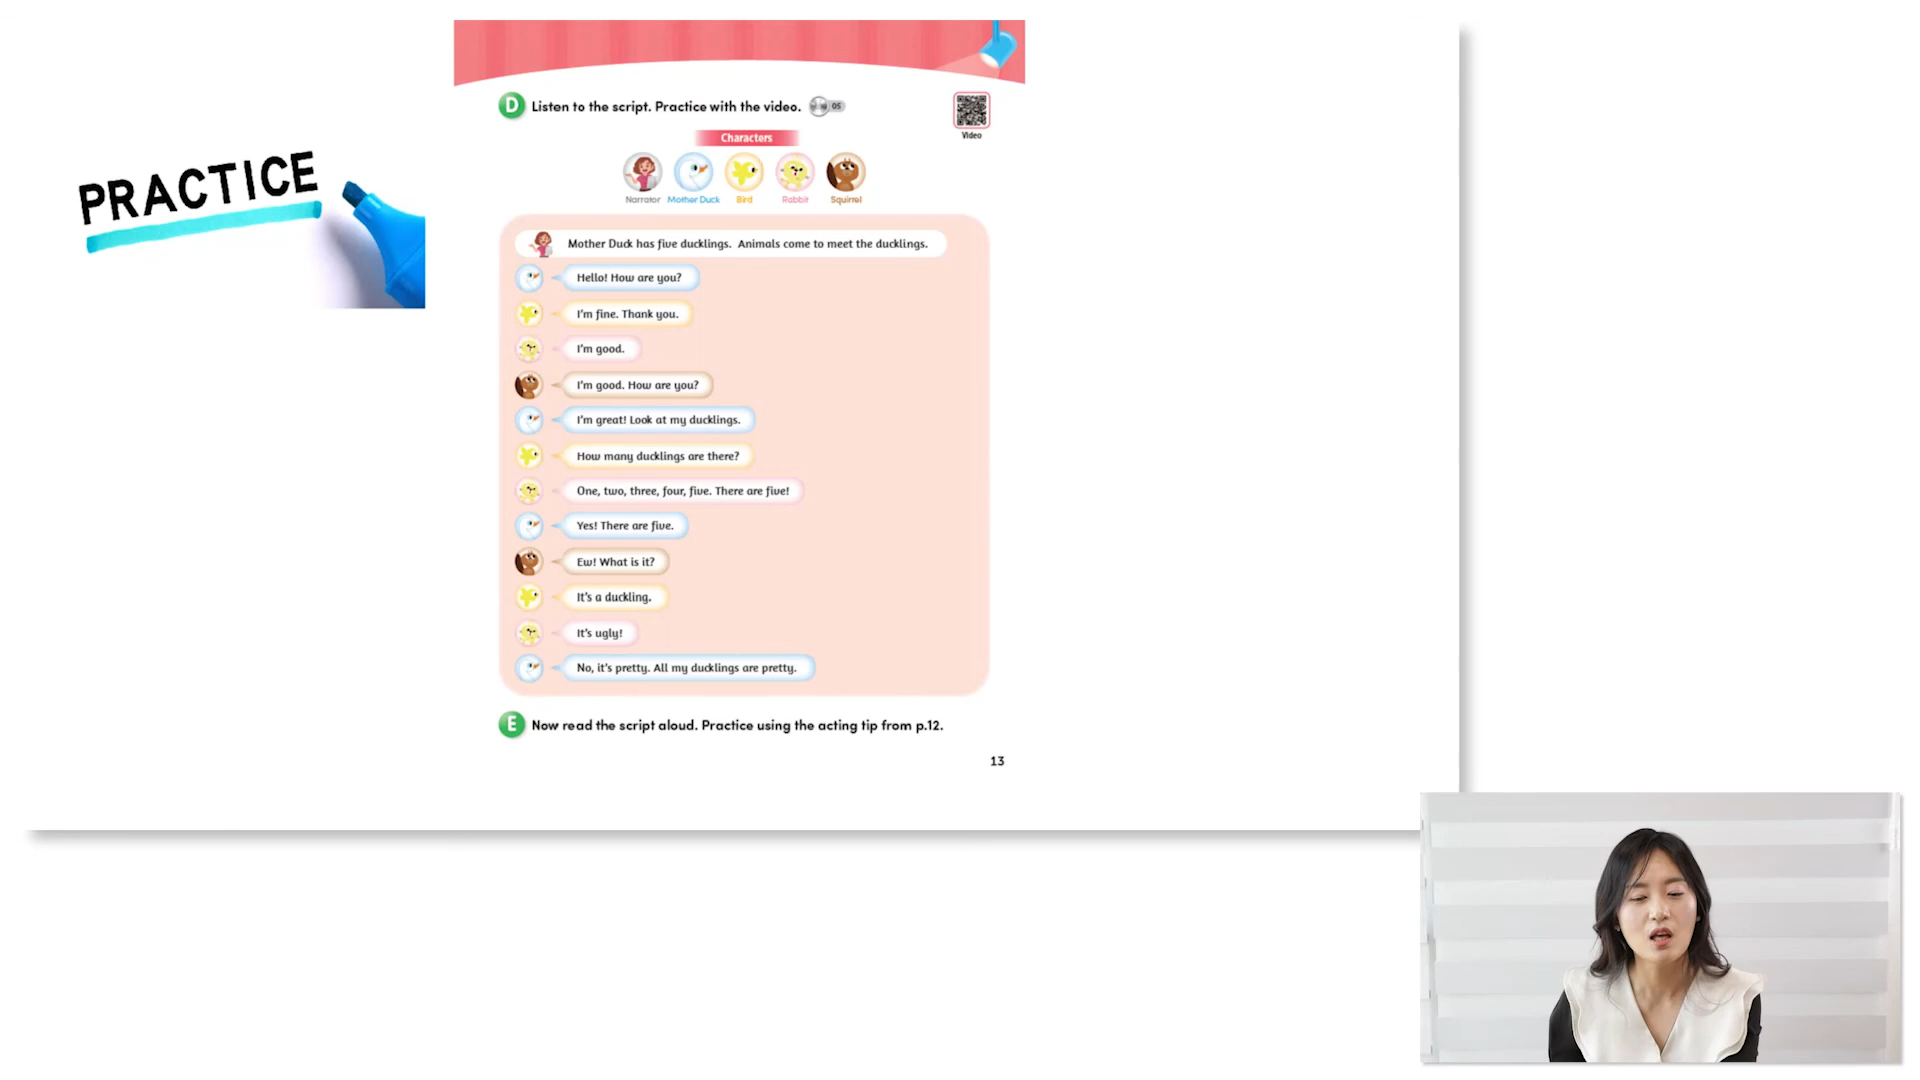 PRACTICE
D Listen to the script. Practice with the video. 05
Video
Characters
Narrator Mother Duck Bird Rabbit Squirrel
Mother Duck has five ducklings. Animals come to meet the ducklings.
Hello! How are you?
I'm fine. Thank you.
I'm good.
I'm good. How are you?
I'm great! Look at my ducklings.
How many ducklings are there?
One, two, three, four, five. There are five!
Yes! There are five.
Ew! What is it?
It's a duckling.
It's ugly!
No, it's pretty. All my ducklings are pretty.
E Now read the script aloud. Practice using the acting tip from p.12.
13